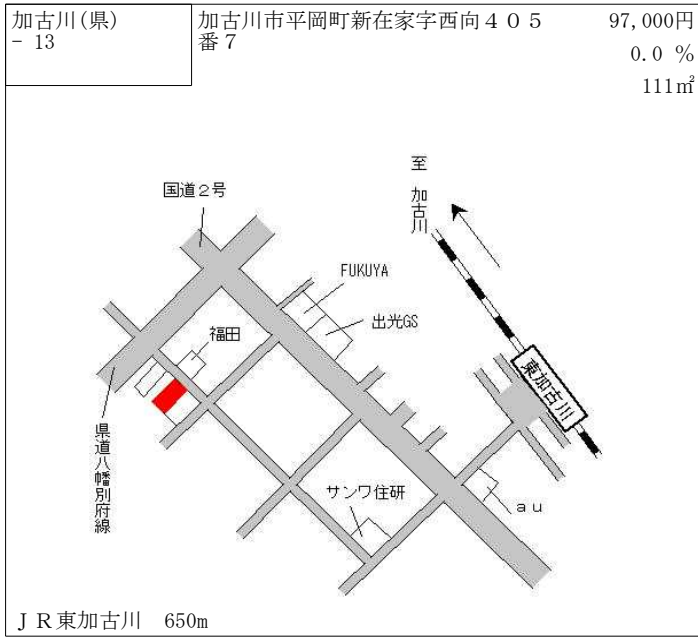 加古川(県)
- 13
加古川市平岡町新在家字西向４０５
番７
97,000円
0.0 %
111㎡
至 加古川
国道２号
FUKUYA
出光GS
福田
東加古川
県道八幡別府線
サンワ住研
ａｕ
ＪＲ東加古川 650m